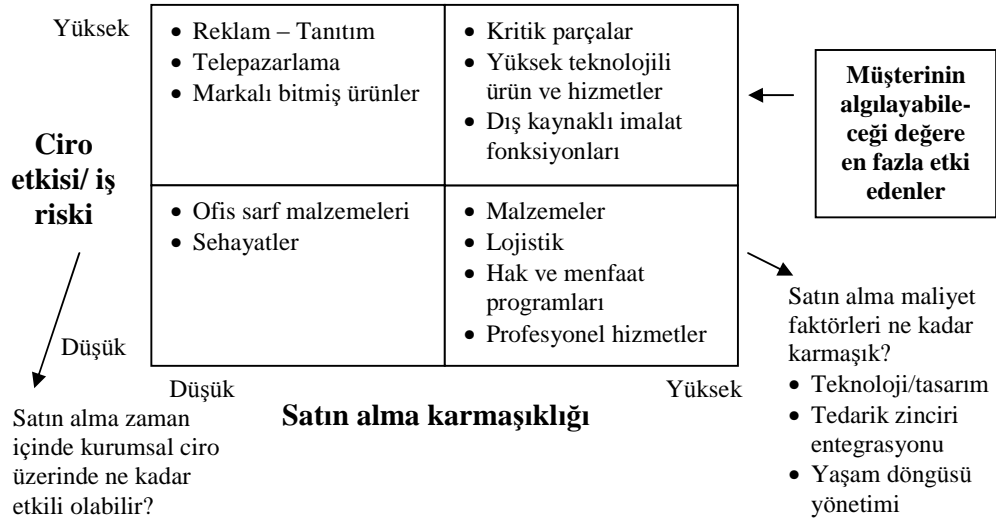 Yüksek
• Reklam – Tanıtım
• Telepazarlama
• Markalı bitmiş ürünler
• Kritik parçalar
• Yüksek teknolojili
ürün ve hizmetler
• Dış kaynaklı imalat
fonksiyonları
Müşterinin
algılayabile-
ceği değere
en fazla etki
edenler
Ciro
etkisi/ iş
riski
• Ofis sarf malzemeleri
• Sehayatler
• Malzemeler
• Lojistik
• Hak ve menfaat
programları
• Profesyonel hizmetler
Düşük
Düşük
Yüksek
Satın alma karmaşıklığı
Satın alma zaman
içinde kurumsal ciro
üzerinde ne kadar
etkili olabilir?
Satın alma maliyet
faktörleri ne kadar
karmaşık?
• Teknoloji/tasarım
• Tedarik zinciri
entegrasyonu
• Yaşam döngüsü
yönetimi